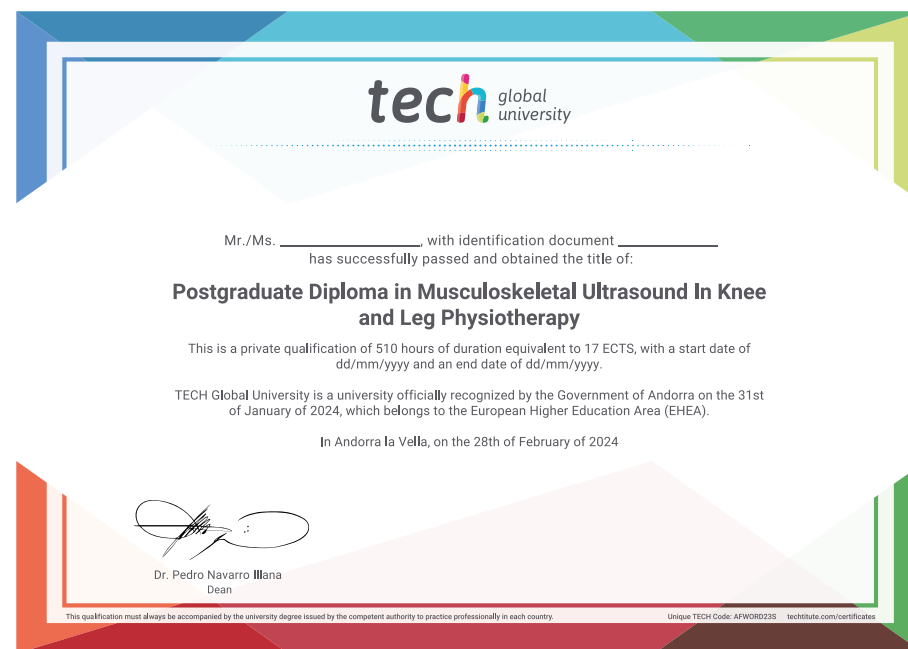 tech global
university
Mr./Ms. ____________________, with identification document ______________
has successfully passed and obtained the title of:
Postgraduate Diploma in Musculoskeletal Ultrasound In Knee
and Leg Physiotherapy
This is a private qualification of 510 hours of duration equivalent to 17 ECTS, with a start date of
dd/mm/yyyy and an end date of dd/mm/yyyy.
TECH Global University is a university officially recognized by the Government of Andorra on the 31st
of January of 2024, which belongs to the European Higher Education Area (EHEA).
In Andorra la Vella, on the 28th of February of 2024
Dr. Pedro Navarro Illana
Dean
This qualification must always be accompanied by the university degree issued by the competent authority to practice professionally in each country.
Unique TECH Code: AFWORD23S techtitute.com/certificates